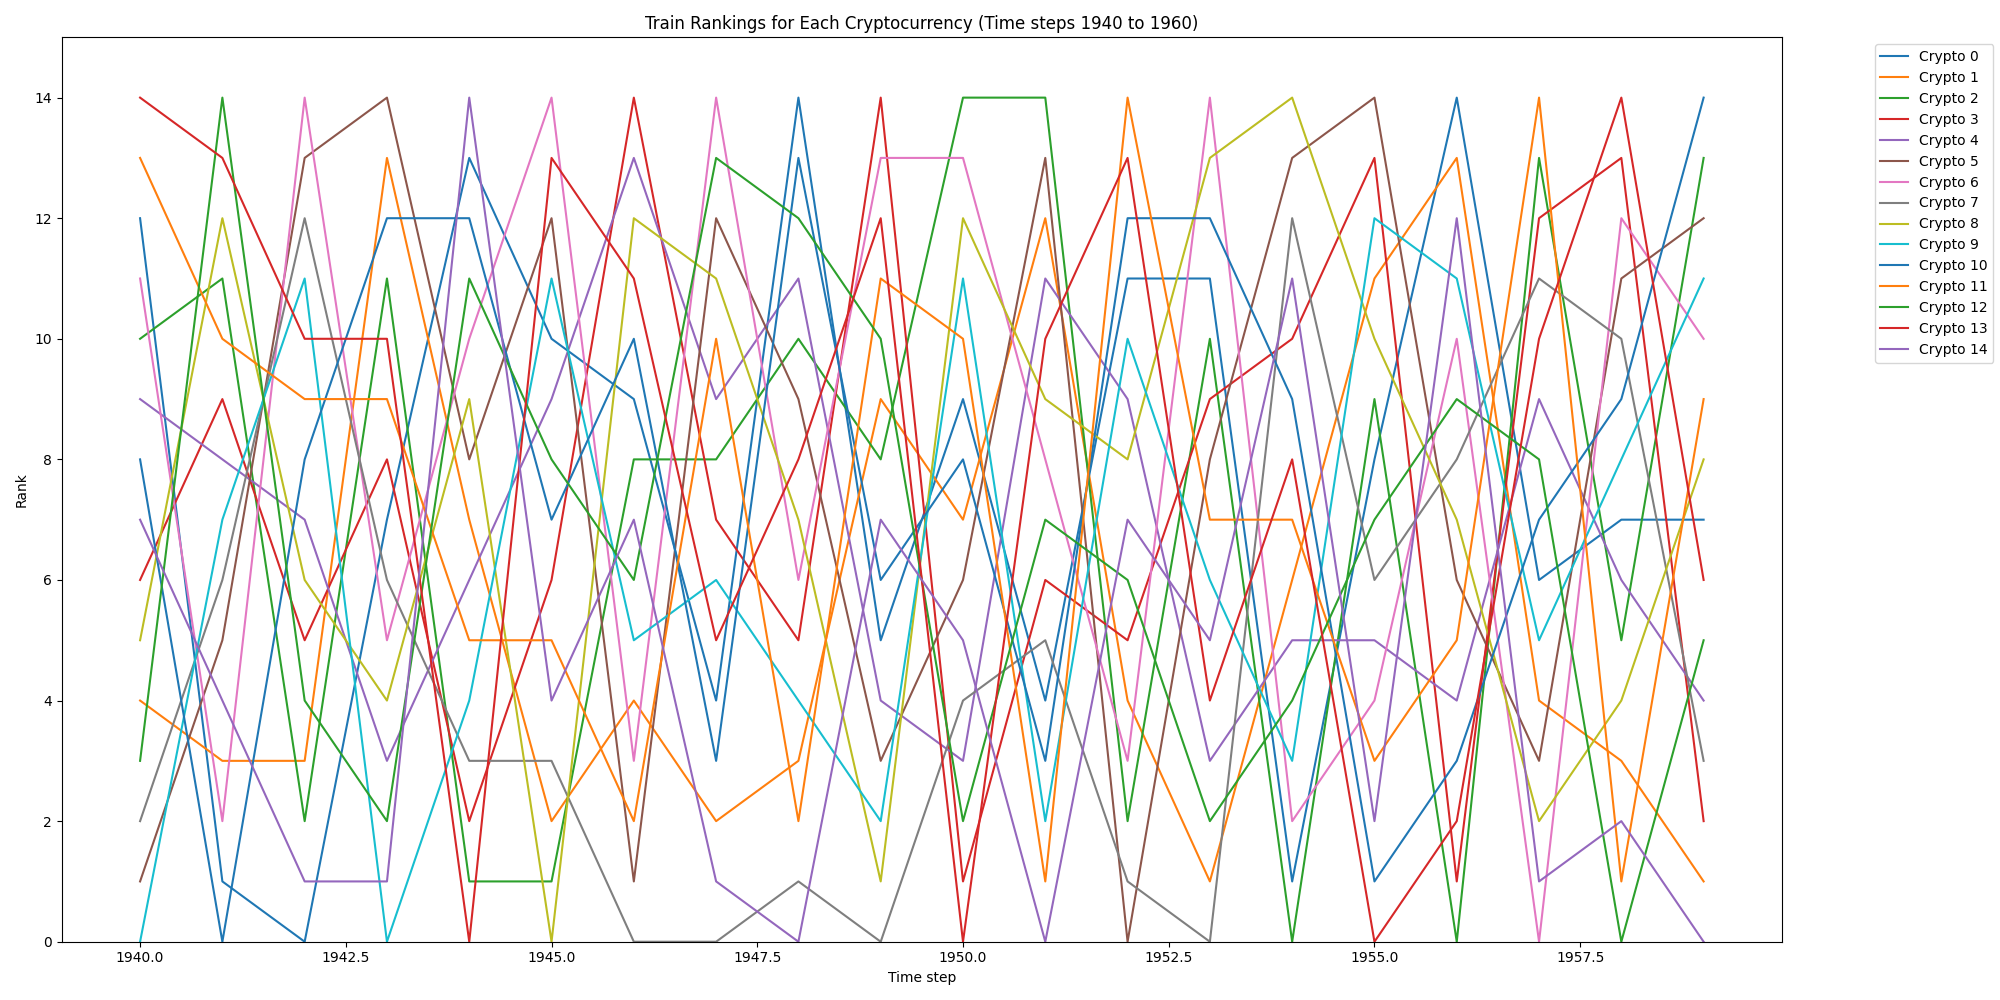 Train Rankings for Each Cryptocurrency (Time steps 1940 to 1960)
Crypto 0
Crypto 1
Crypto 2
Crypto 3
Crypto 4
Crypto 5
Crypto 6
Crypto 7
Crypto 8
Crypto 9
Crypto 10
Crypto 11
Crypto 12
Crypto 13
Crypto 14
Rank
14
12
10
8
6
4
2
0
1940.0 1942.5 1945.0 1947.5 1950.0 1952.5 1955.0 1957.5
Time step